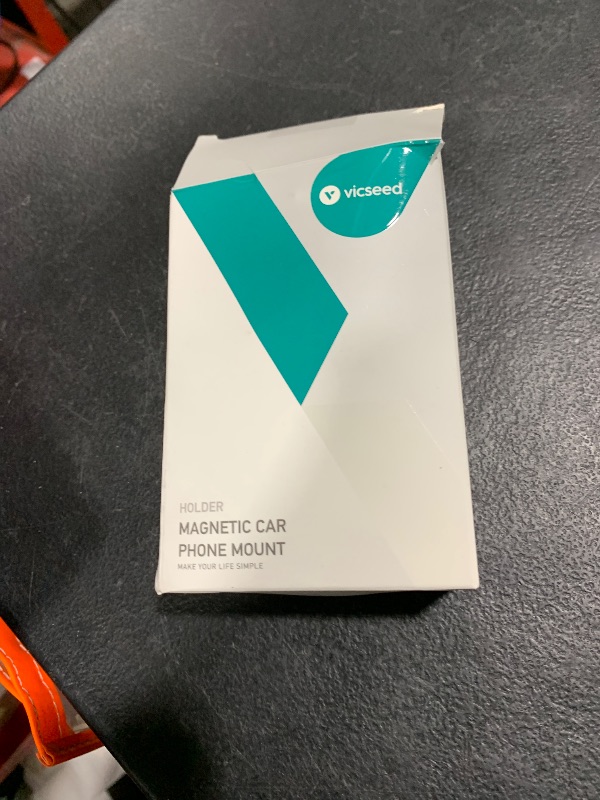 vicseed
HOLDER
MAGNETIC CAR
PHONE MOUNT
MAKE YOUR LIFE SIMPLE